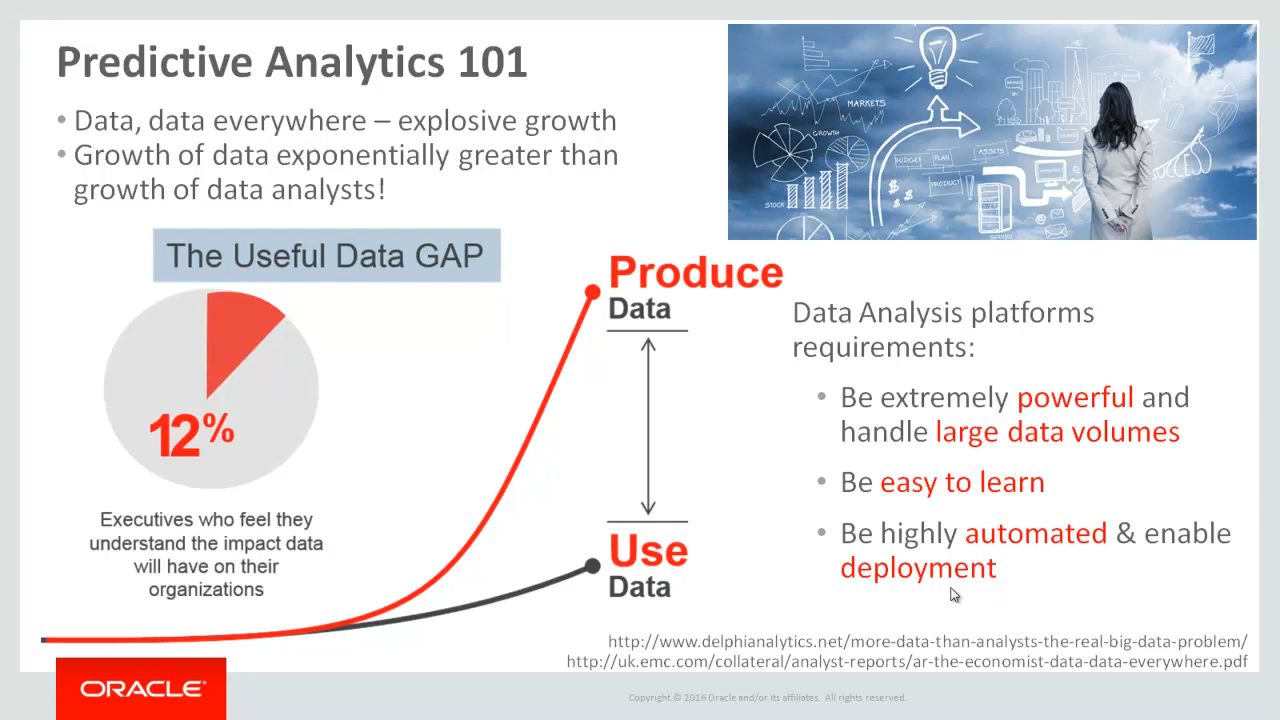 Predictive Analytics 101
• Data, data everywhere – explosive growth
• Growth of data exponentially greater than
growth of data analysts!
MARKETS
GROWTH
BUDGET
PLAN
ASSETS
PRODUCT
STOCK
SUCCESS
The Useful Data GAP
12%
Executives who feel they
understand the impact data
will have on their
organizations
Produce
Data
Use
Data
Data Analysis platforms
requirements:
• Be extremely powerful and
handle large data volumes
• Be easy to learn
• Be highly automated & enable
deployment
http://www.delphianalytics.net/more-data-than-analysts-the-real-big-data-problem/
http://uk.emc.com/collateral/analyst-reports/ar-the-economist-data-data-everywhere.pdf
ORACLE
Copyright © 2016 Oracle and/or its affiliates. All rights reserved.